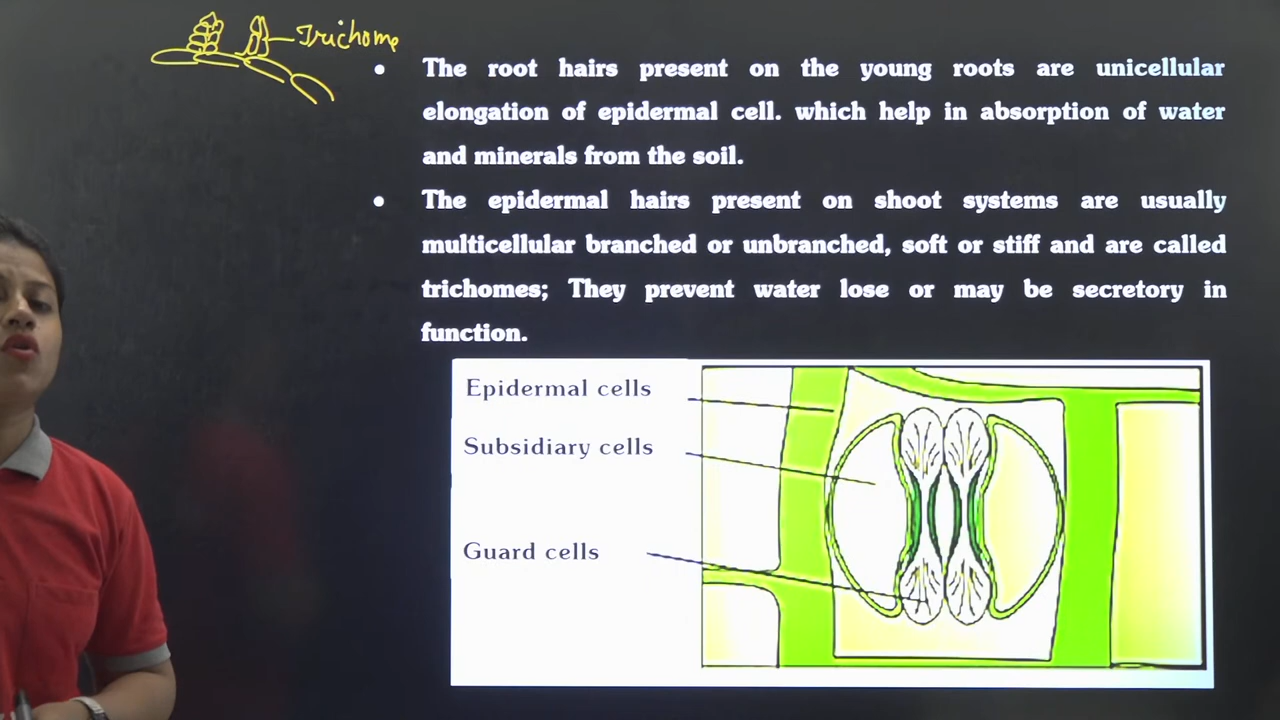 Trichome
• The root hairs present on the young roots are unicellular
elongation of epidermal cell. which help in absorption of water
and minerals from the soil.
• The epidermal hairs present on shoot systems are usually
multicellular branched or unbranched, soft or stiff and are called
trichomes; They prevent water lose or may be secretory in
function.
Epidermal cells
Subsidiary cells
Guard cells